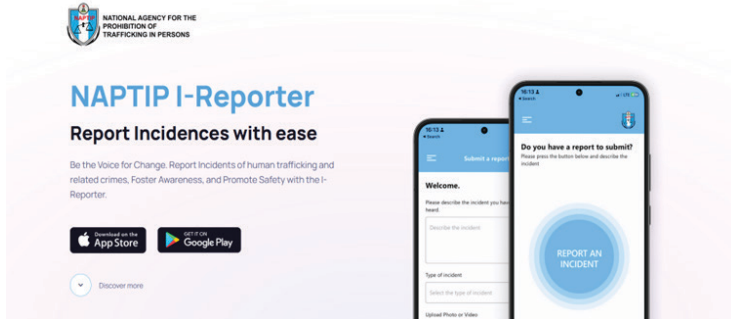 NAPTIP
NATIONAL AGENCY FOR THE
PROHIBITION OF
TRAFFICKING IN PERSONS
NAPTIP I-Reporter
Report Incidences with ease
Be the Voice for Change. Report Incidents of human trafficking and
related crimes, Foster Awareness, and Promote Safety with the I-
Reporter.
Download on the
App Store
GET IT ON
Google Play
Discover more
16:13
Search
Submit a report
Welcome.
Please describe the incident you have
heard.
Describe the incident
Type of incident
Select the type of incident
Upload Photo or Video
16:13
Search
LTE
Do you have a report to submit?
Please press the button below and describe the
incident
REPORT AN
INCIDENT